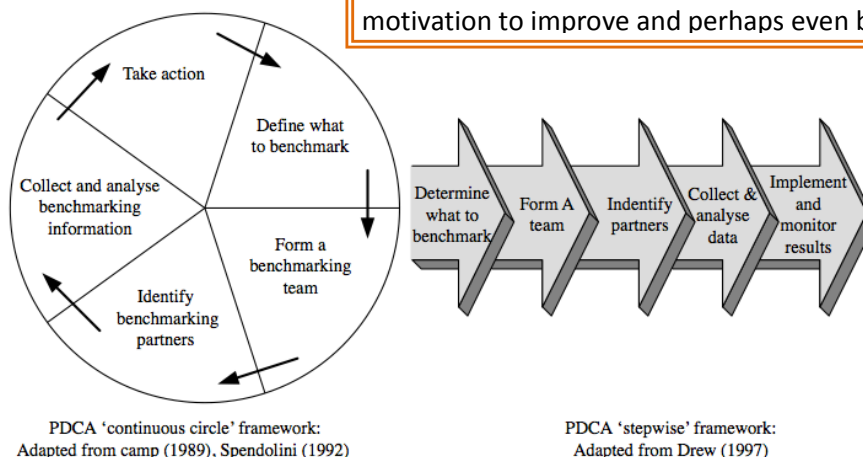 motivation to improve and perhaps even b
Take action
Define what
to benchmark
Form a
benchmarking
team
Identify
benchmarking
partners
Collect and analyse
benchmarking
information
Determine
what to
benchmark
Form A
team
Indentify
partners
Collect &
analyse
data
Implement
and
monitor
results
PDCA ‘continuous circle’ framework:
Adapted from camp (1989), Spendolini (1992)
PDCA ‘stepwise’ framework:
Adapted from Drew (1997)